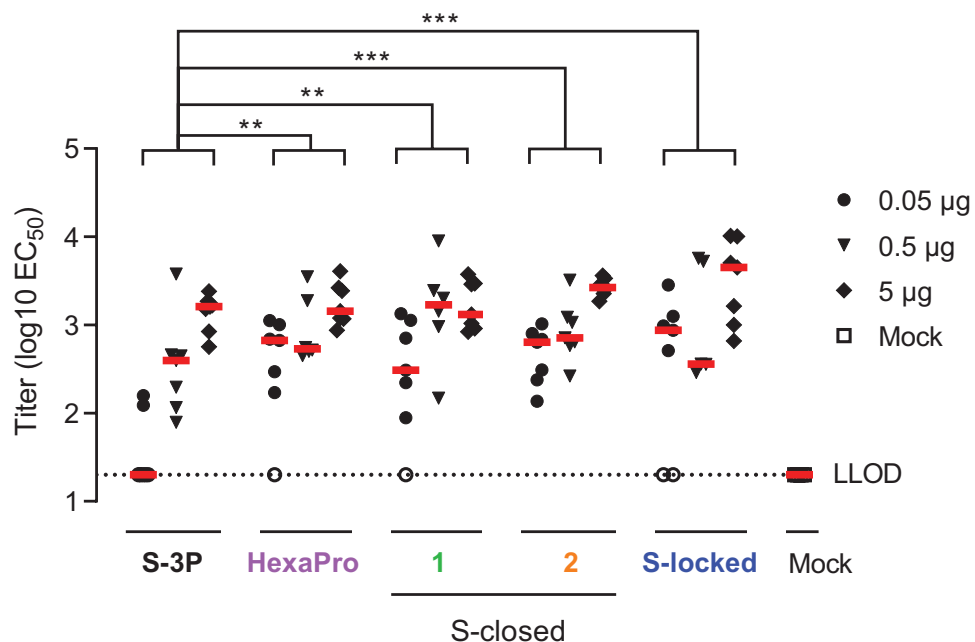 ***
***
**
**
5
4
3
2
1
Titer (log10 EC50)
0.05 µg
0.5 µg
5 µg
Mock
LLOD
S-3P HexaPro 1 2 S-locked Mock
S-closed